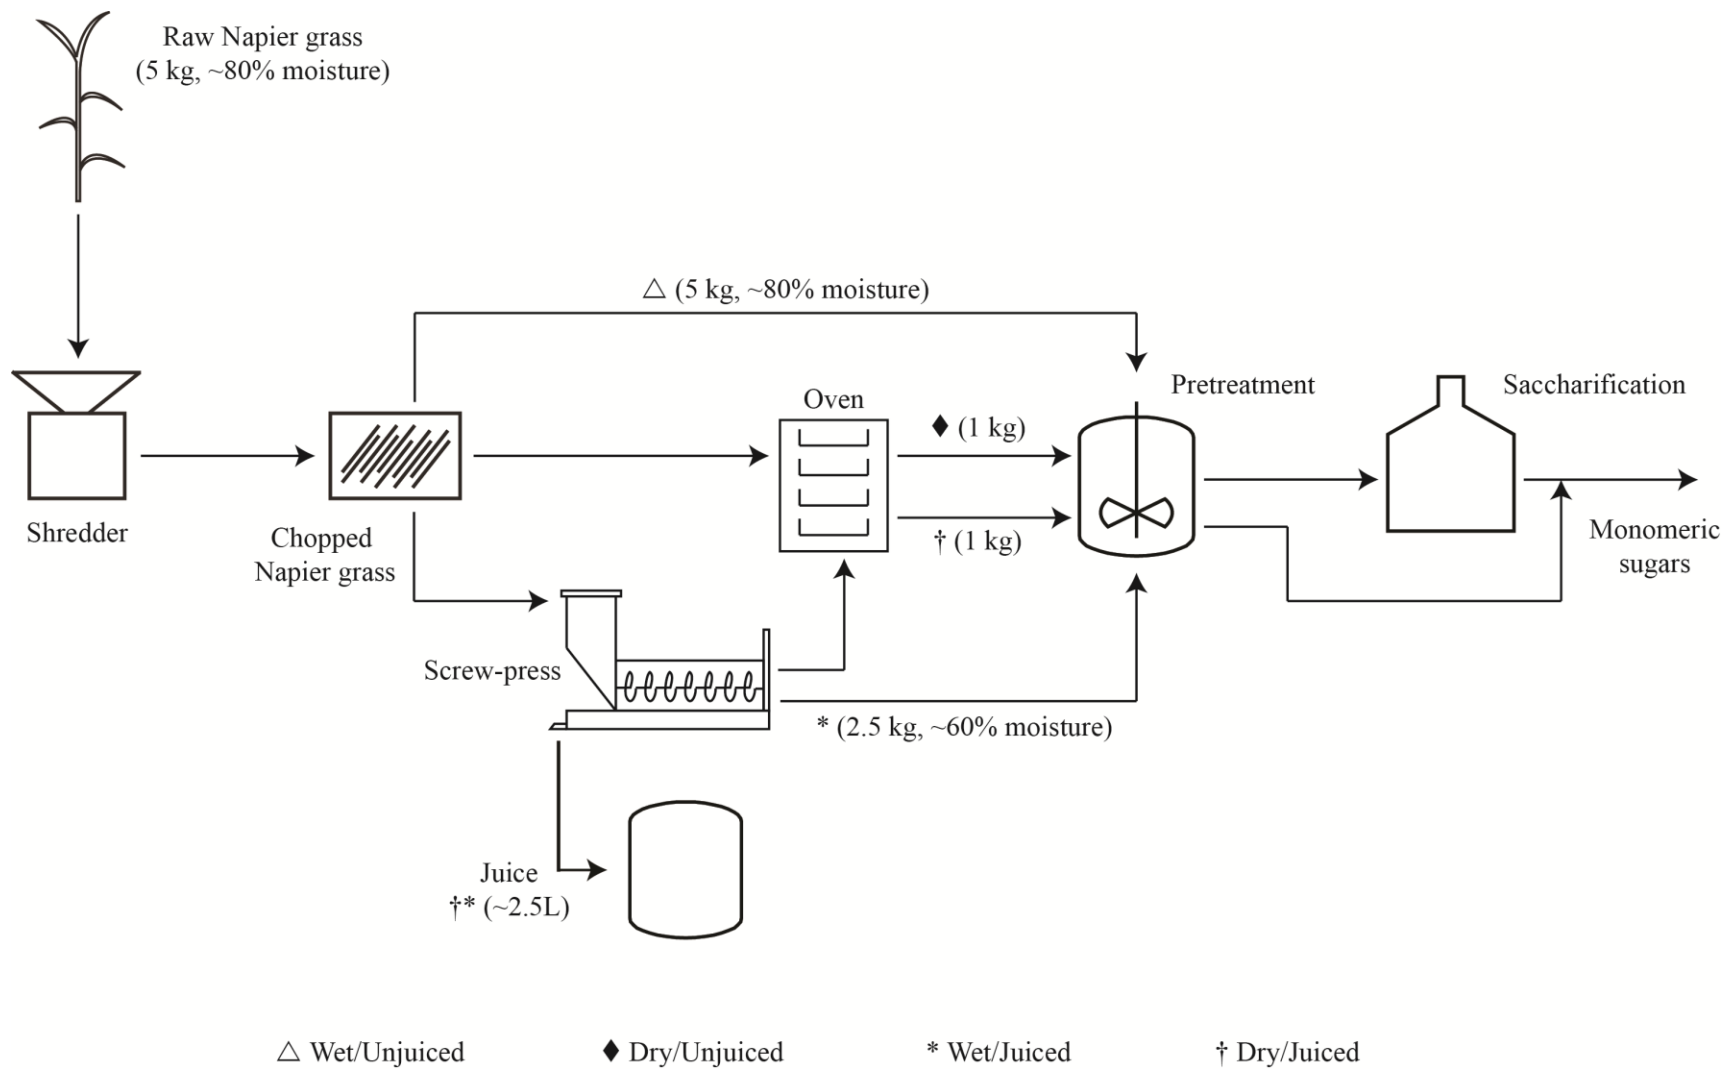 Raw Napier grass
(5 kg, ~80% moisture)
△ (5 kg, ~80% moisture)
Pretreatment
Saccharification
Oven
♦ (1 kg)
† (1 kg)
Shredder
Chopped
Napier grass
Monomeric
sugars
Screw-press
* (2.5 kg, ~60% moisture)
Juice
†* (~2.5L)
△ Wet/Unjuiced
♦ Dry/Unjuiced
* Wet/Juiced
† Dry/Juiced